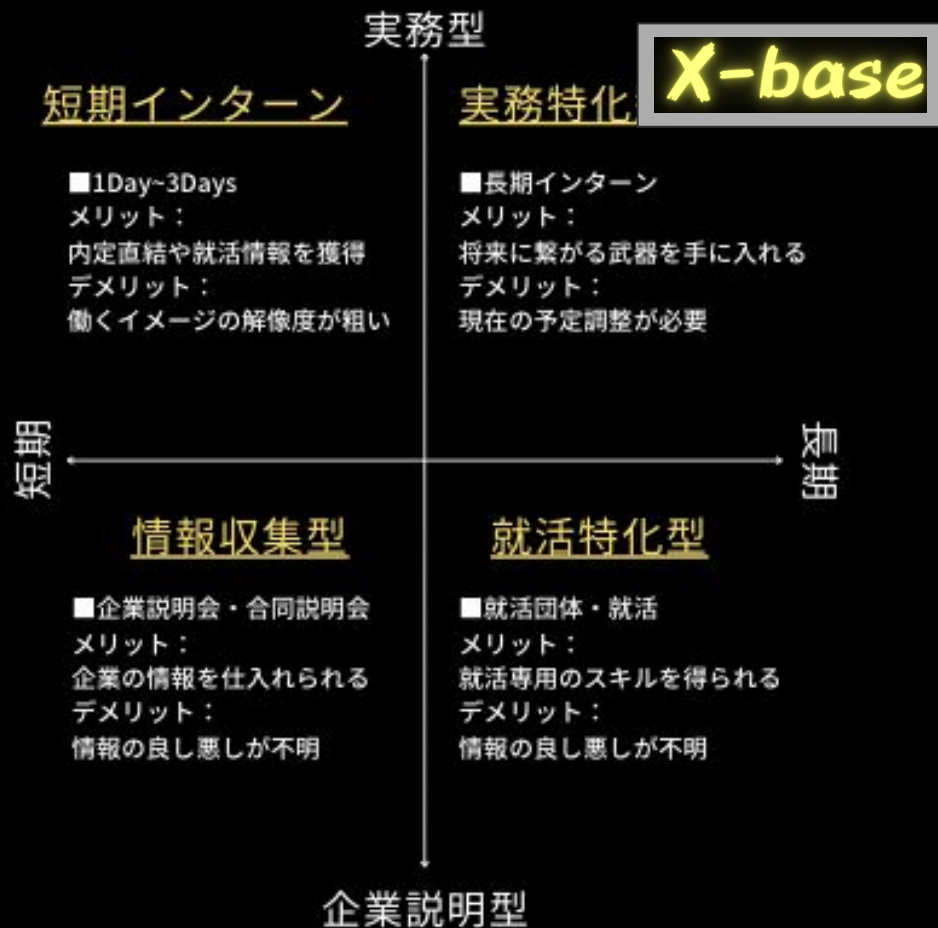 実務型
X-base
短期インターン
■1Day~3Days
メリット：
内定直結や就活情報を獲得
デメリット：
働くイメージの解像度が粗い
実務特化
■長期インターン
メリット：
将来に繋がる武器を手に入れる
デメリット：
現在の予定調整が必要
短期
長期
情報収集型
■企業説明会・合同説明会
メリット：
企業の情報を仕入れられる
デメリット：
情報の良し悪しが不明
就活特化型
■就活団体・就活
メリット：
就活専用のスキルを得られる
デメリット：
情報の良し悪しが不明
企業説明型